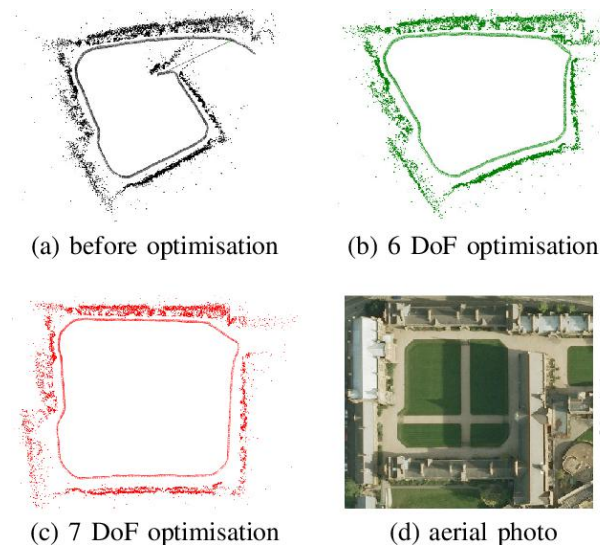 (a) before optimisation
(b) 6 DoF optimisation
(c) 7 DoF optimisation
(d) aerial photo